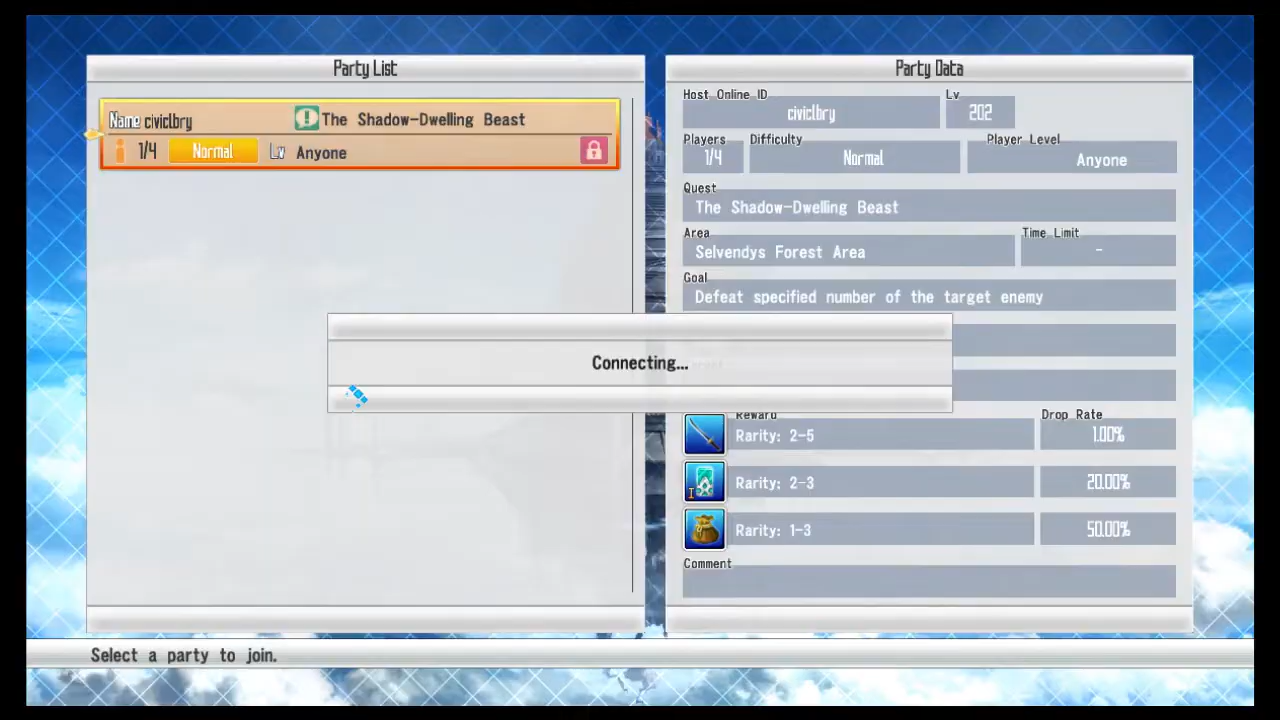 Party List
Name civiclbry
The Shadow-Dwelling Beast
1/4 Normal Lv Anyone
Party Data
Host Online ID Lv
civiclbry 202
Players Difficulty Player Level
1/4 Normal Anyone
Quest
The Shadow-Dwelling Beast
Area Time Limit
Selvendys Forest Area -
Goal
Defeat specified number of the target enemy
Connecting...
Reward Drop Rate
Rarity: 2-5 1.00%
I Rarity: 2-3 20.00%
Rarity: 1-3 50.00%
Comment
Select a party to join.